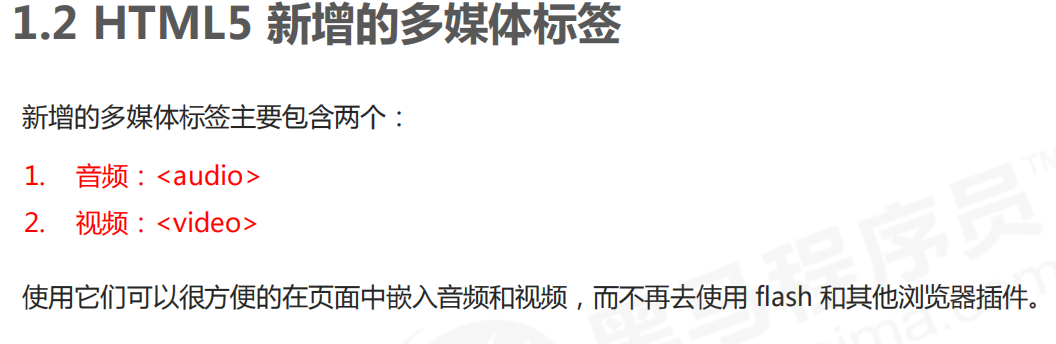 1.2 HTML5 新增的多媒体标签
新增的多媒体标签主要包含两个：
1. 音频：<audio>
2. 视频：<video>
使用它们可以很方便的在页面中嵌入音频和视频，而不再去使用 flash 和其他浏览器插件。
黑马程序员™